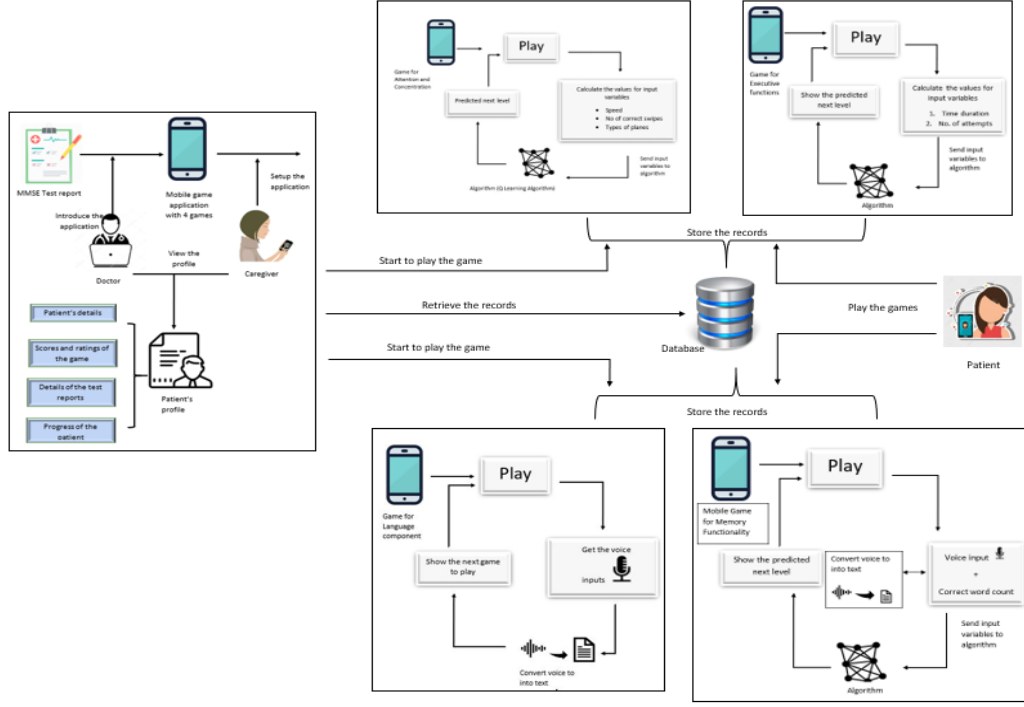 MMSE Test report
Mobile game
application
with 4 games
Setup the
application
Introduce the
application
Doctor
View the
profile
Caregiver
Patient's details
Scores and ratings of
the game
Details of the test
reports
Progress of the
patient
Patient's
profile
Game for
Attention and
Concentration
Play
Predicted next level
Calculate the values for input
variables
• Speed
• No of correct swipes
• Types of planes
Send input
variables to
algorithm
Algorithm (Q Learning Algorithm)
Game for
Executive
functions
Play
Show the predicted
next level
Calculate the values for
input variables
1. Time duration
2. No. of attempts
Send input
variables to
algorithm
Algorithm
Store the records
Start to play the game
Retrieve the records
Start to play the game
Database
Play the games
Patient
Store the records
Game for
Language
component
Play
Show the next game
to play
Get the voice
inputs
Convert voice to
into text
Mobile Game
for Memory
Functionality
Play
Show the predicted
next level
Convert voice to
into text
Voice input
+
Correct word count
Send input
variables to
algorithm
Algorithm